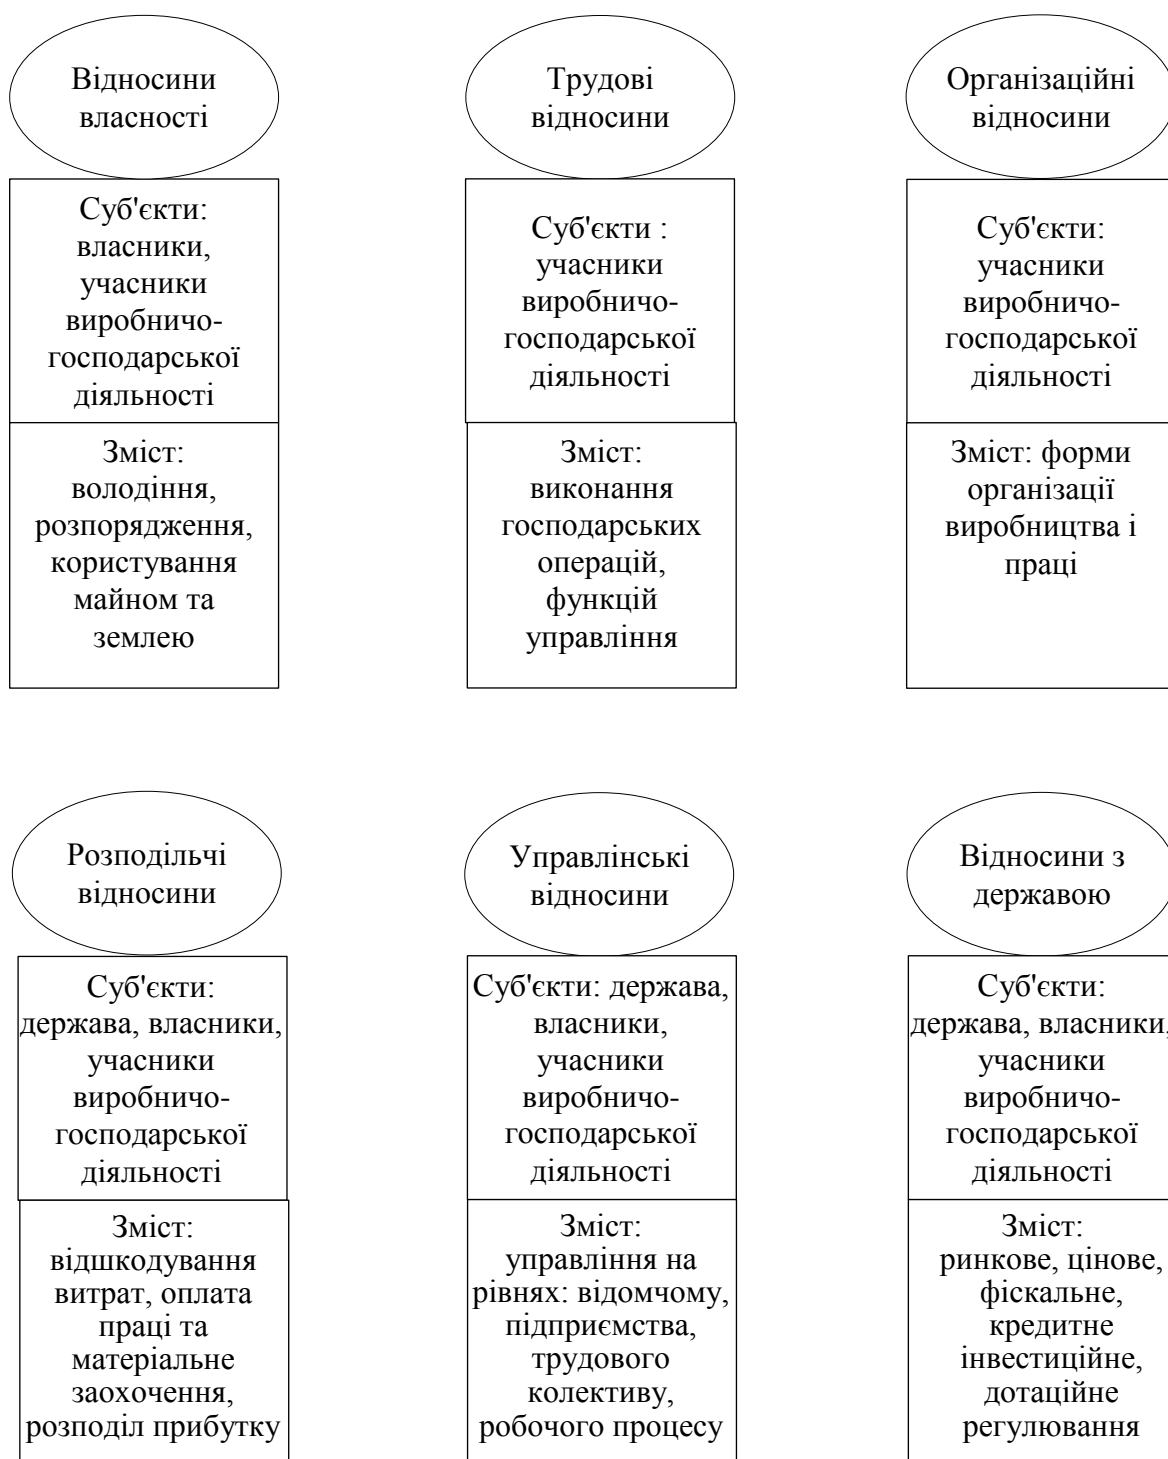 Відносини
власності
Суб'єкти:
власники,
учасники
виробничо-
господарської
діяльності
Зміст:
володіння,
розпорядження,
користування
майном та
землею
Трудові
відносини
Суб'єкти :
учасники
виробничо-
господарської
діяльності
Зміст:
виконання
господарських
операцій,
функцій
управління
Організаційні
відносини
Суб'єкти:
учасники
виробничо-
господарської
діяльності
Зміст: форми
організації
виробництва і
праці
Розподільчі
відносини
Суб'єкти:
держава, власники,
учасники
виробничо-
господарської
діяльності
Зміст:
відшкодування
витрат, оплата
праці та
матеріальне
заохочення,
розподіл прибутку
Управлінські
відносини
Суб'єкти: держава,
власники,
учасники
виробничо-
господарської
діяльності
Зміст:
управління на
рівнях: відомчому,
підприємства,
трудового
колективу,
робочого процесу
Відносини з
державою
Суб'єкти:
держава, власники,
учасники
виробничо-
господарської
діяльності
Зміст:
ринкове, цінове,
фіскальне,
кредитне
інвестиційне,
дотаційне
регулювання